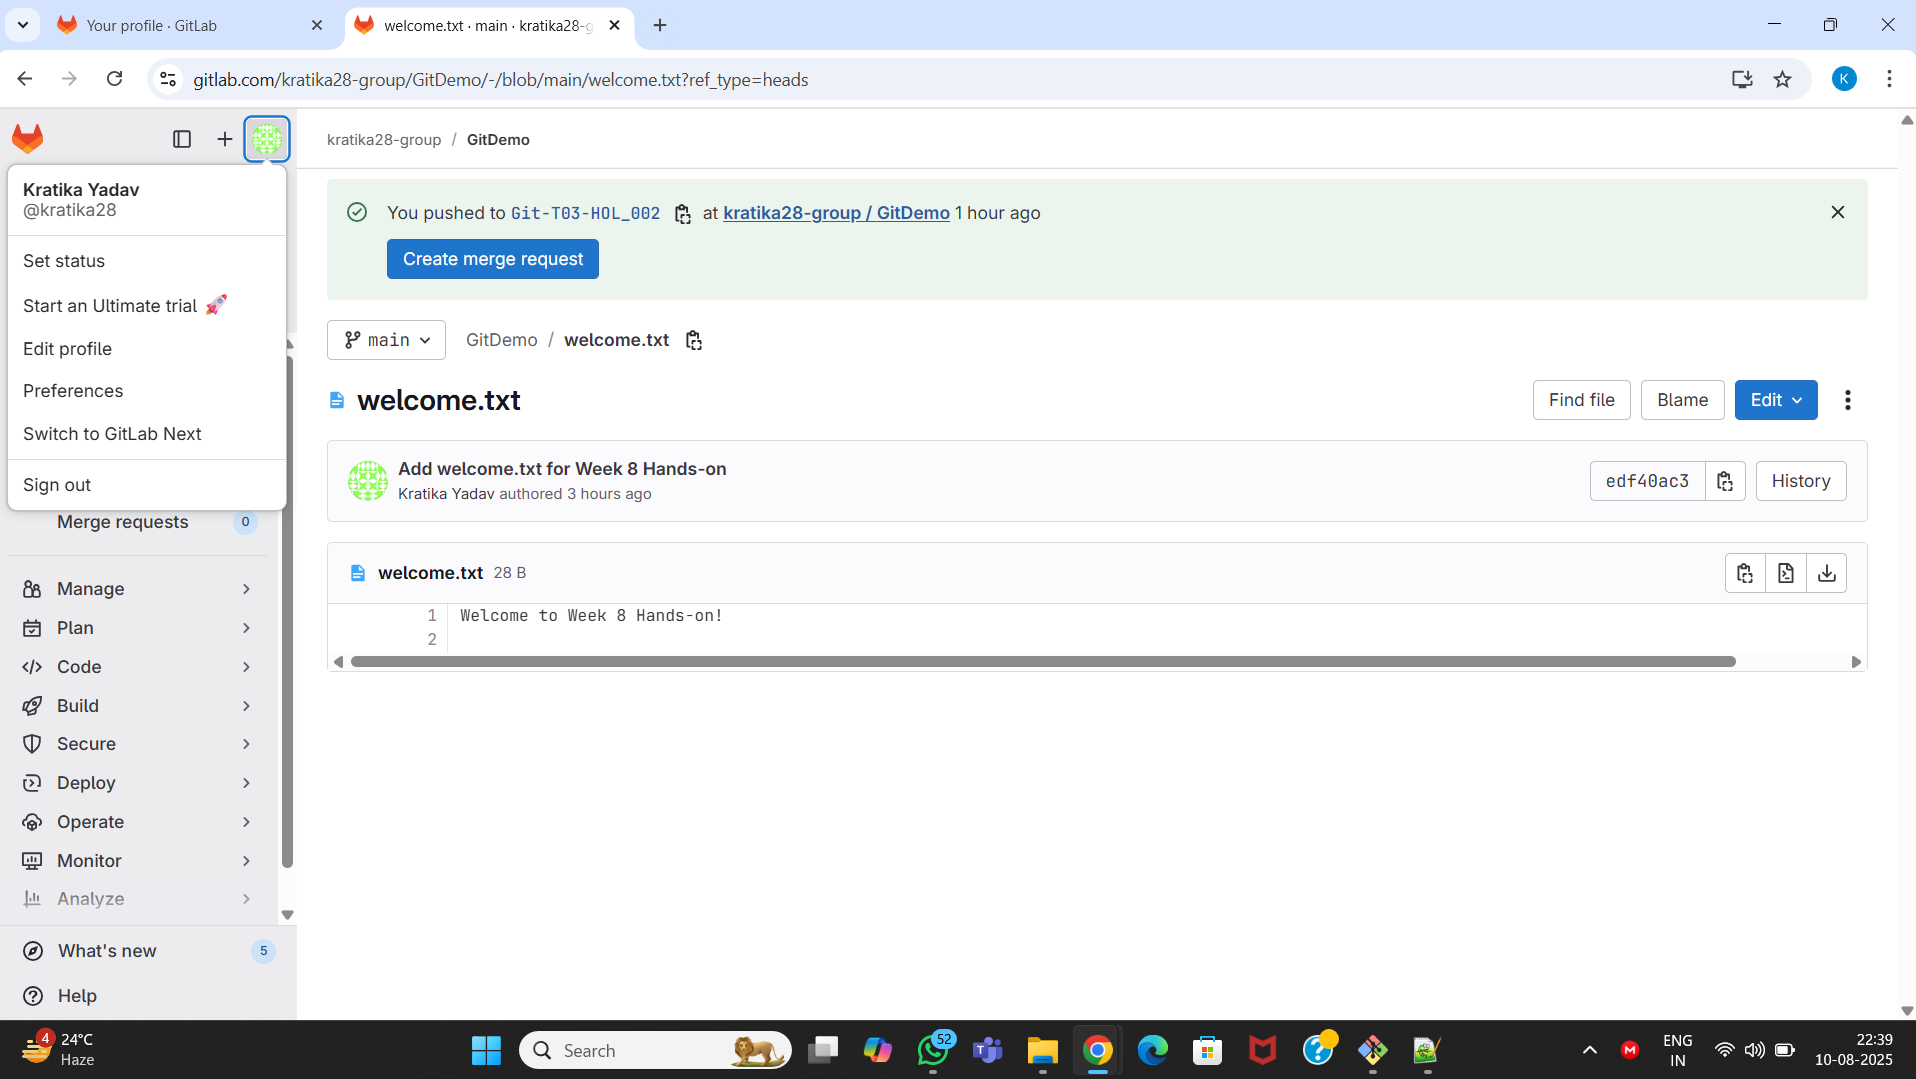 Your profile · GitLab
welcome.txt · main · kratika28-g
gitlab.com/kratika28-group/GitDemo/-/blob/main/welcome.txt?ref_type=heads
K
kratika28-group / GitDemo
Kratika Yadav
@kratika28
Set status
Start an Ultimate trial 🚀
Edit profile
Preferences
Switch to GitLab Next
Sign out
Merge requests 0
Manage
Plan
Code
Build
Secure
Deploy
Operate
Monitor
Analyze
What's new 5
Help
You pushed to Git-T03-HOL_002 at kratika28-group / GitDemo 1 hour ago
Create merge request
main GitDemo / welcome.txt
welcome.txt
Find file Blame Edit
Add welcome.txt for Week 8 Hands-on
Kratika Yadav authored 3 hours ago
edf40ac3 History
welcome.txt 28 B
1 Welcome to Week 8 Hands-on!
2
4
24°C
Haze
Search
52
ENG
IN
22:39
10-08-2025